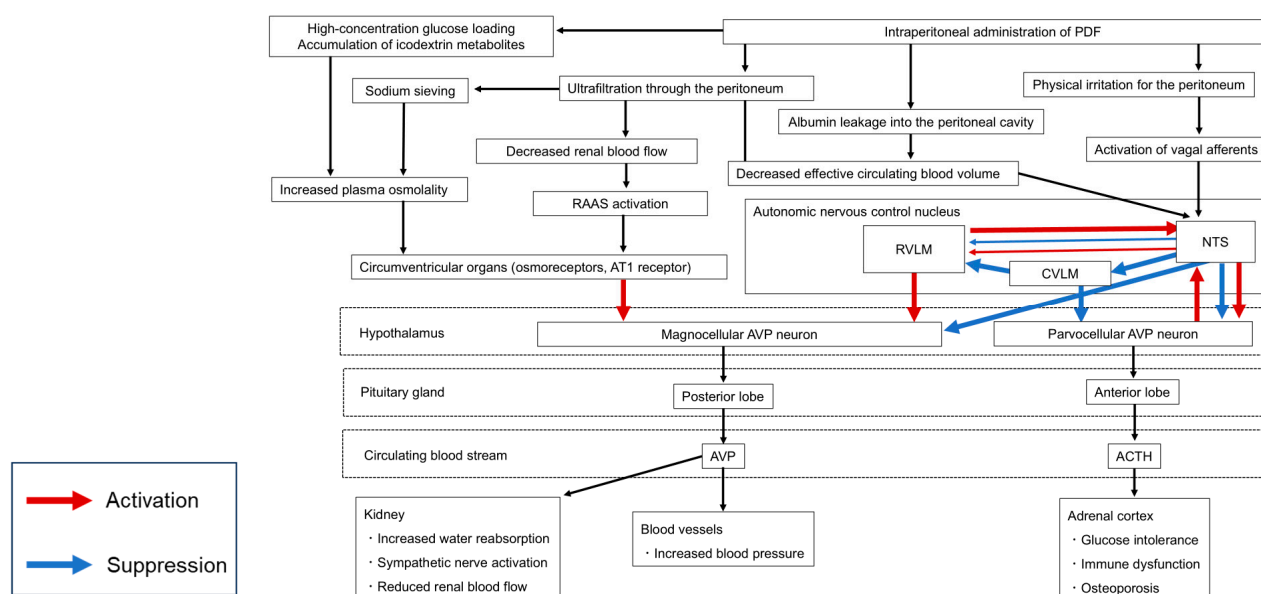 High-concentration glucose loading
Accumulation of icodextrin metabolites
Intraperitoneal administration of PDF
Sodium sieving
Ultrafiltration through the peritoneum
Physical irritation for the peritoneum
Albumin leakage into the peritoneal cavity
Decreased renal blood flow
Activation of vagal afferents
Increased plasma osmolality
Decreased effective circulating blood volume
RAAS activation
Autonomic nervous control nucleus
RVLM
NTS
CVLM
Circumventricular organs (osmoreceptors, AT1 receptor)
Hypothalamus
Magnocellular AVP neuron
Parvocellular AVP neuron
Pituitary gland
Posterior lobe
Anterior lobe
Circulating blood stream
AVP
ACTH
Activation
Suppression
Kidney
・Increased water reabsorption
・Sympathetic nerve activation
・Reduced renal blood flow
Blood vessels
・Increased blood pressure
Adrenal cortex
・Glucose intolerance
・Immune dysfunction
・Osteoporosis